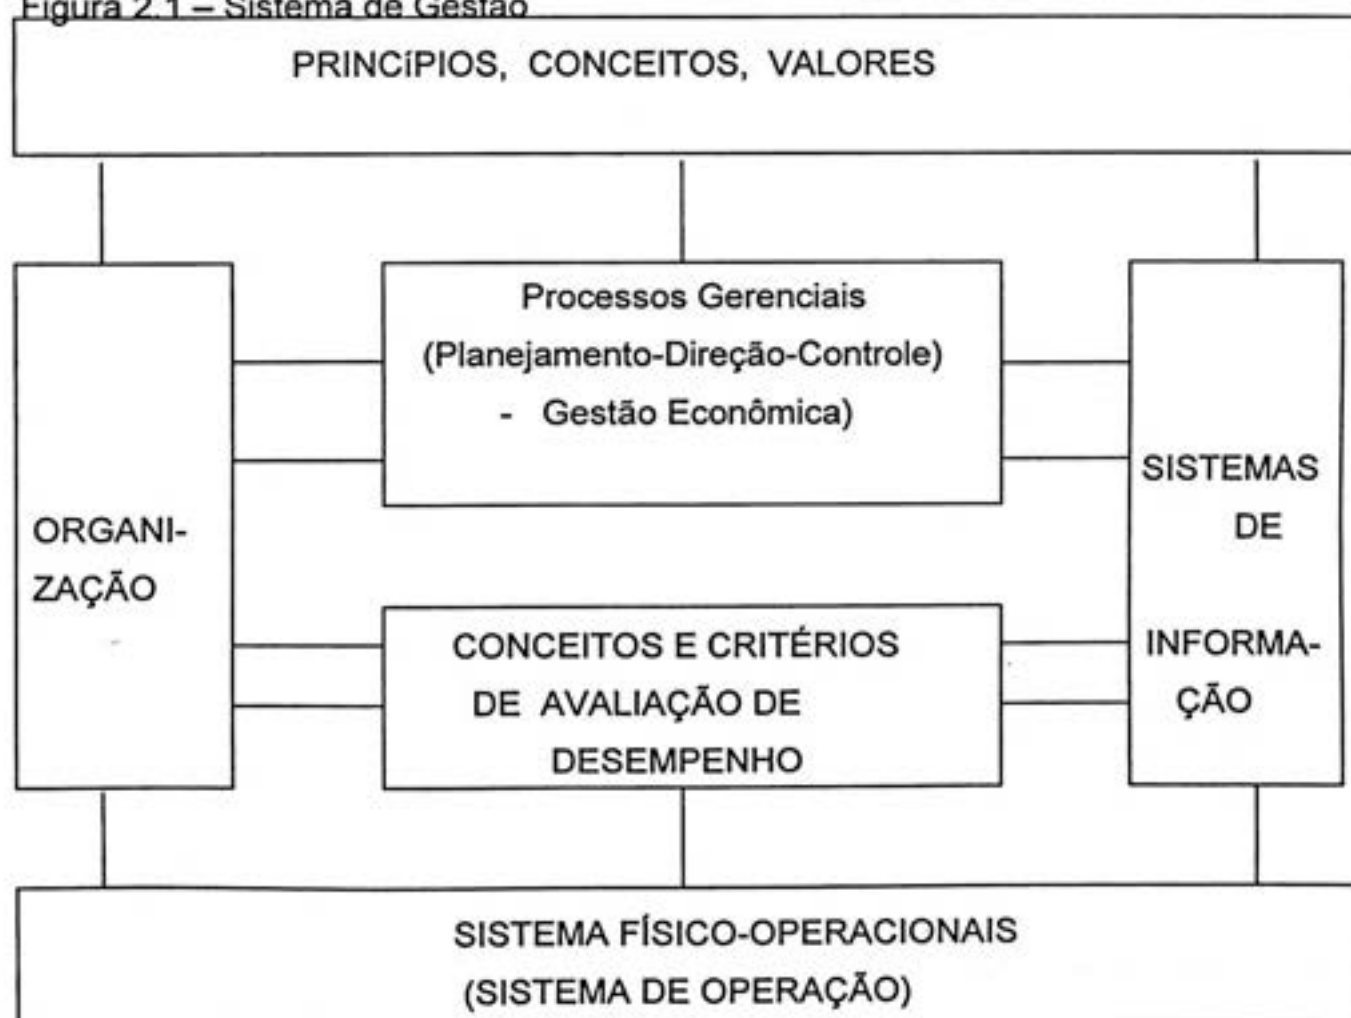 Figura 2.1 – Sistema de Gestão
PRINCíPIOS, CONCEITOS, VALORES
Processos Gerenciais
(Planejamento-Direção-Controle)
- Gestão Econômica)
ORGANI-
ZAÇÃO
SISTEMAS
DE
INFORMA-
ÇÃO
CONCEITOS E CRITÉRIOS
DE AVALIAÇÃO DE
DESEMPENHO
SISTEMA FÍSICO-OPERACIONAIS
(SISTEMA DE OPERAÇÃO)